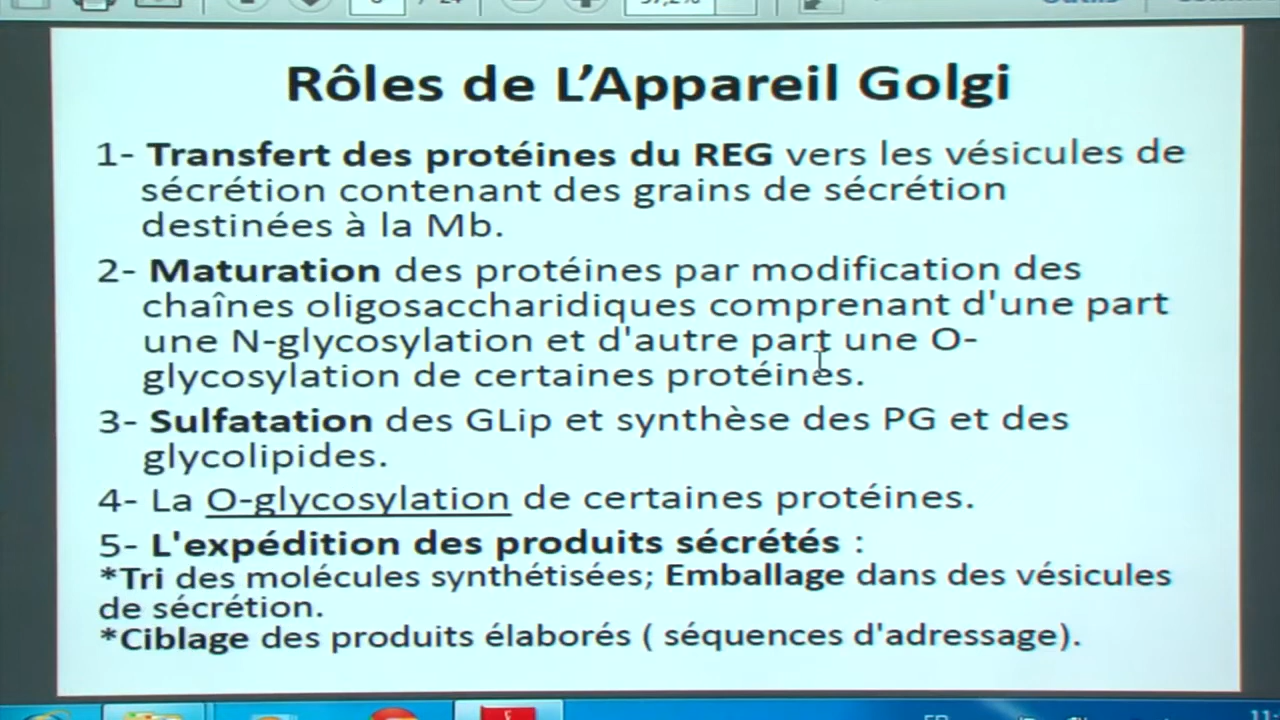 Rôles de L'Appareil Golgi
1- Transfert des protéines du REG vers les vésicules de
sécrétion contenant des grains de sécrétion
destinées à la Mb.
2- Maturation des protéines par modification des
chaînes oligosaccharidiques comprenant d'une part
une N-glycosylation et d'autre part une O-
glycosylation de certaines protéines.
3- Sulfatation des GLip et synthèse des PG et des
glycolipides.
4- La O-glycosylation de certaines protéines.
5- L'expédition des produits sécrétés :
*Tri des molécules synthétisées; Emballage dans des vésicules
de sécrétion.
*Ciblage des produits élaborés ( séquences d'adressage).